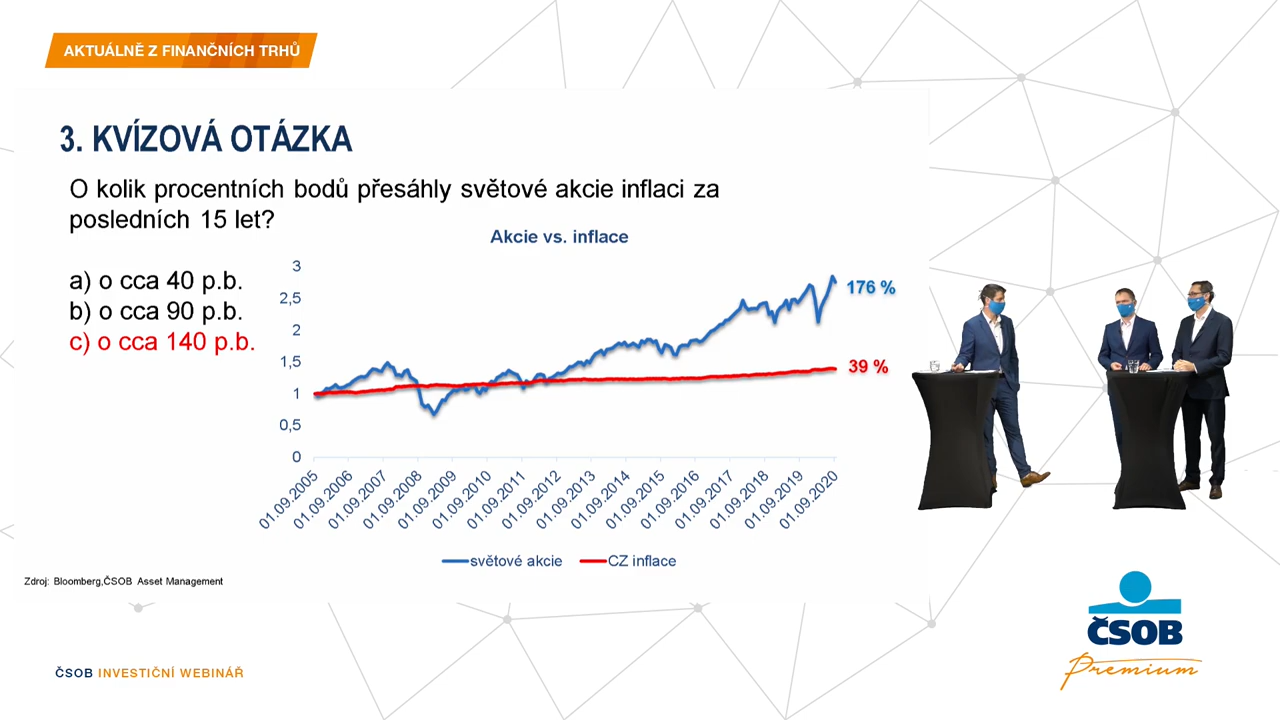 AKTUÁLNĚ Z FINANČNÍCH TRHŮ
3. KVÍZOVÁ OTÁZKA
O kolik procentních bodů přesáhly světové akcie inflaci za
posledních 15 let?
a) o cca 40 p.b.
b) o cca 90 p.b.
c) o cca 140 p.b.
Akcie vs. inflace
3
2,5
2
1,5
1
0,5
0
176 %
39 %
01.09.2005
01.09.2006
01.09.2007
01.09.2008
01.09.2009
01.09.2010
01.09.2011
01.09.2012
01.09.2013
01.09.2014
01.09.2015
01.09.2016
01.09.2017
01.09.2018
01.09.2019
01.09.2020
světové akcie
CZ inflace
Zdroj: Bloomberg,ČSOB Asset Management
ČSOB
Premium
ČSOB INVESTIČNÍ WEBINÁŘ